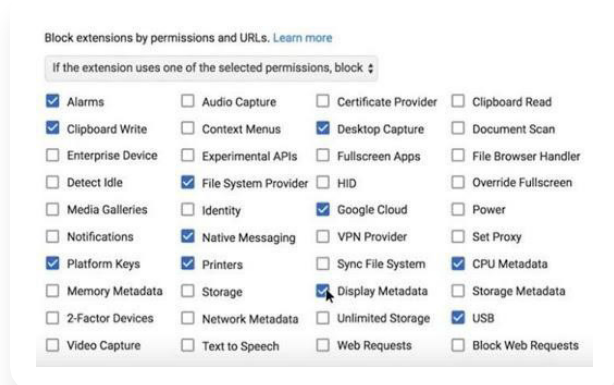 Block extensions by permissions and URLs. Learn more
If the extension uses one of the selected permissions, block
Alarms Audio Capture Certificate Provider Clipboard Read
Clipboard Write Context Menus Desktop Capture Document Scan
Enterprise Device Experimental APIs Fullscreen Apps File Browser Handler
Detect Idle File System Provider HID Override Fullscreen
Media Galleries Identity Google Cloud Power
Notifications Native Messaging VPN Provider Set Proxy
Platform Keys Printers Sync File System CPU Metadata
Memory Metadata Storage Display Metadata Storage Metadata
2-Factor Devices Network Metadata Unlimited Storage USB
Video Capture Text to Speech Web Requests Block Web Requests